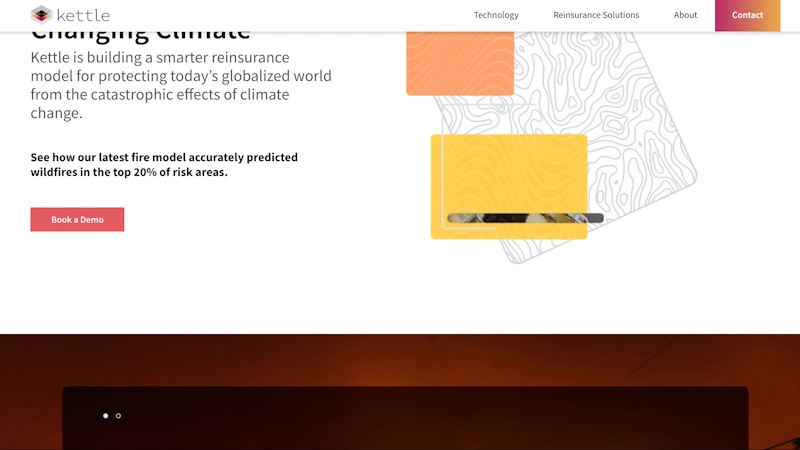 kettle
Technology
Reinsurance Solutions
About
Contact
Changing Climate
Kettle is building a smarter reinsurance
model for protecting today's globalized world
from the catastrophic effects of climate
change.
See how our latest fire model accurately predicted
wildfires in the top 20% of risk areas.
Book a Demo